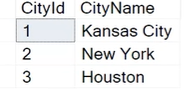 CityId CityName
1 Kansas City
2 New York
3 Houston